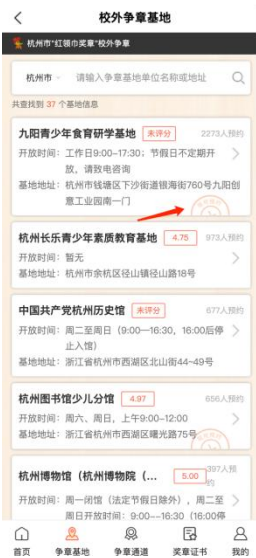 校外争章基地
杭州市“红领巾奖章”校外争章
杭州市 请输入争章基地单位名称或地址
共查找到 37 个基地信息
九阳青少年食育研学基地 未评分 2273人预约
开放时间：工作日9:00-17:30；节假日不定期开
放，请致电咨询
基地地址：杭州市钱塘区下沙街道银海街760号九阳创
意工业园南一门
杭州长乐青少年素质教育基地 4.75 973人预约
开放时间：暂无
基地地址：杭州市余杭区径山镇径山路18号
中国共产党杭州历史馆 未评分 677人预约
开放时间：周二至周日（9:00—16:30，16:00后停
止入馆）
基地地址：浙江省杭州市西湖区北山街44~49号
杭州图书馆少儿分馆 4.97 656人预约
开放时间：周六、周日，上午9:00-12:00
基地地址：浙江省杭州市西湖区曙光路75号
杭州博物馆（杭州博物院（... 5.00 397人预
约
开放时间：周一闭馆（法定节假日除外），周二至
周日开放时间：9:00--16:30（16:00停
首页 争章基地 争章通道 奖章证书 我的